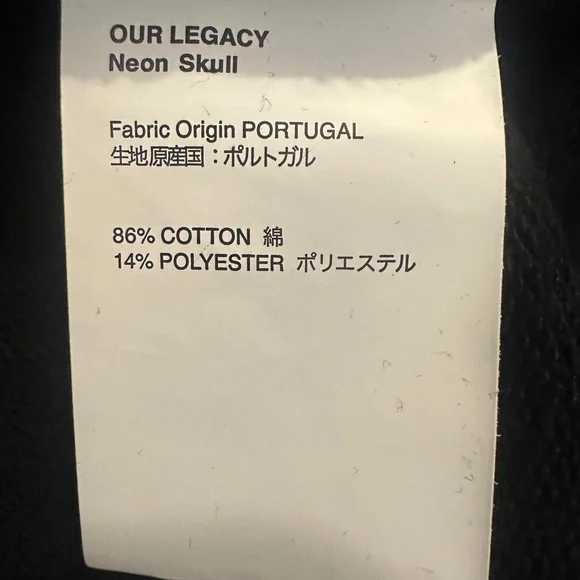 OUR LEGACY
Neon Skull
Fabric Origin PORTUGAL
生地原産国：ポルトガル
86% COTTON 綿
14% POLYESTER ポリエステル